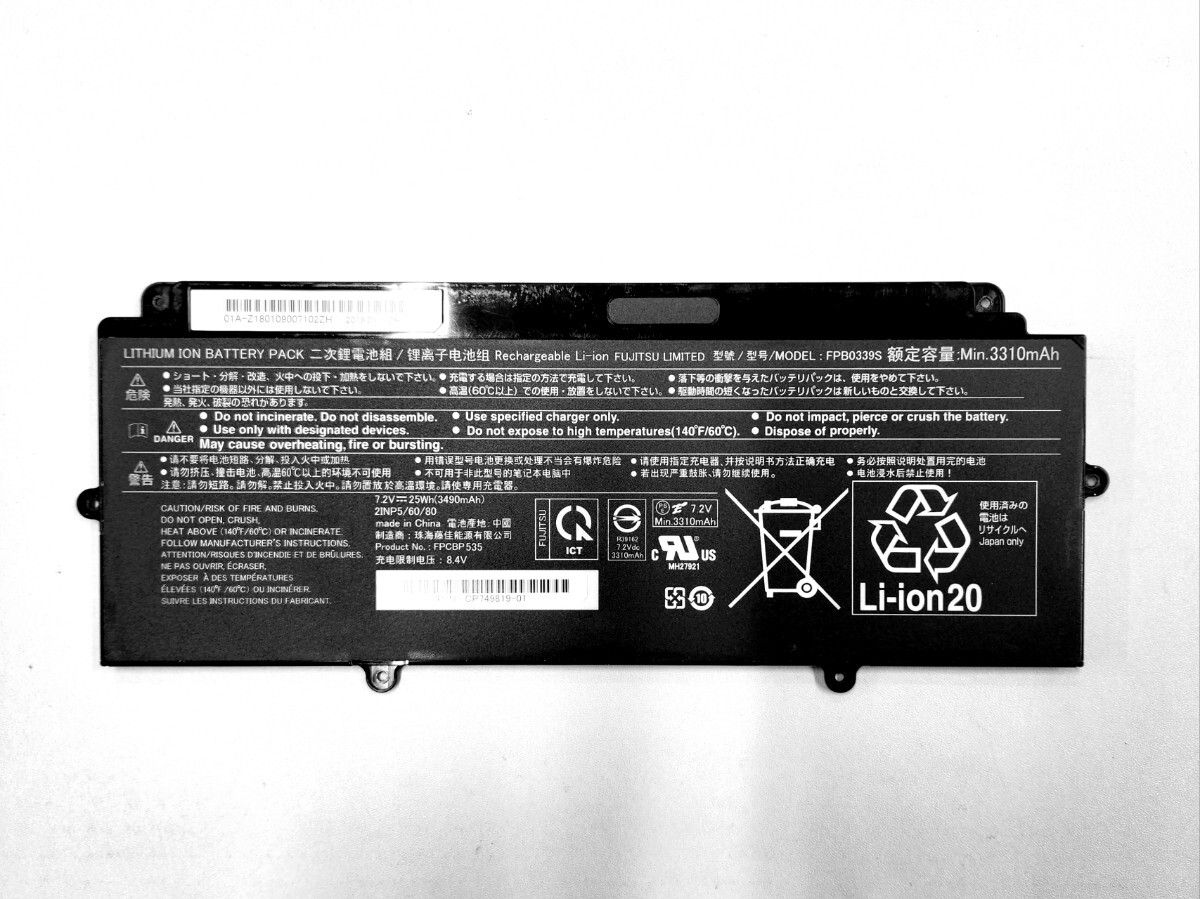 01A-Z180109007102ZH
LITHIUM ION BATTERY PACK 二次鋰電池組 / 锂离子电池组 Rechargeable Li-ion FUJITSU LIMITED 型號 / 型号 / MODEL : FPB0339S 额定容量:Min.3310mAh
危険
● ショート・分解・改造、火中への投下・加熱をしないで下さい。 ● 充電する場合は指定の方法で充電して下さい。 ● 落下等の衝撃を与えたバッテリパックは、使用をやめて下さい。
● 当社指定の機器以外には使用しないで下さい。 ● 高温(60℃以上) での使用・放置をしないで下さい。 ● 駆動時間の短くなったバッテリパックは新しいものと交換して下さい。
発熱、発火、破裂の恐れがあります。
DANGER
● Do not incinerate. Do not disassemble. ● Use specified charger only. ● Do not impact, pierce or crush the battery.
● Use only with designated devices. ● Do not expose to high temperatures(140°F/60℃). ● Dispose of properly.
May cause overheating, fire or bursting.
警告
● 请不要将电池短路、分解、投入火中或加热 ● 用错误型号电池更换或处理不当会有爆炸危险 ● 请使用指定充电器、并按说明书方法正确充电 ● 务必按照说明处置用完的电池
● 请勿挤压、撞击电池、高温60℃以上的环境不可使用 ● 不可用于非此型号的笔记本电脑中 ● 若出现严重鼓胀、请勿继续使用。 ● 电池浸水后禁止使用！
注意: 請勿短路。請勿解。禁止投入火中。請勿置放於高温環境。請使專用充電器。
CAUTION/RISK OF FIRE AND BURNS.
DO NOT OPEN, CRUSH,
HEAT ABOVE (140°F/60℃) OR INCINERATE.
FOLLOW MANUFACTURER'S INSTRUCTIONS.
ATTENTION/RISQUES D'INCENDIE ET DE BRÛLURES.
NE PAS OUVRIR, ÉCRASER,
EXPOSER À DES TEMPÉRATURES
ÉLEVÉES (140°F /60℃) OU INCINÉRER.
SUIVRE LES INSTRUCTIONS DU FABRICANT.
7.2V⎓25Wh(3490mAh)
2INP5/60/80
made in China 電池產地: 中國
制造商 : 珠海藤佳能源有限公司
Product No. : FPCBP535
充电限制电压 : 8.4V
CP749819-01
FUJITSU
ICT
R39162
7.2Vdc
3310mAh
PSE 7.2V
Min.3310mAh
c RU US
MH27921
10
Li-ion20
使用済みの
電池は
リサイクルへ
Japan only